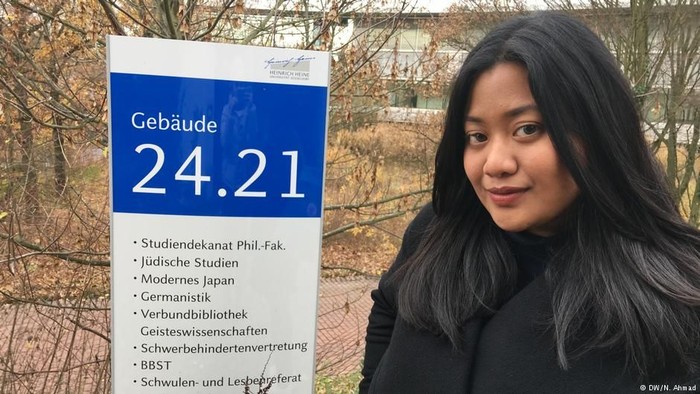 HEINRICH HEINE
Gebäude
24.21
• Studiendekanat Phil.-Fak.
• Jüdische Studien
• Modernes Japan
• Germanistik
• Verbundbibliothek
Geisteswissenschaften
• Schwerbehindertenvertretung
• BBST
• Schwulen- und Lesbenreferat
© DW/N. Ahmad